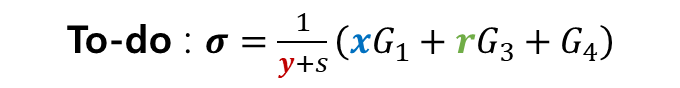 To-do : σ = 1/(y+s) (xG₁ + rG₃ + G₄)